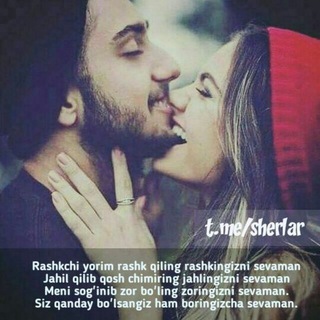 t.me/sher1ar
Rashkchi yorim rashk qiling rashkingizni sevaman
Jahil qilib qosh chimiring jahlingizni sevaman
Meni sog'inib zor bo'ling zoringizni sevaman.
Siz qanday bo'lsangiz ham boringizcha sevaman.